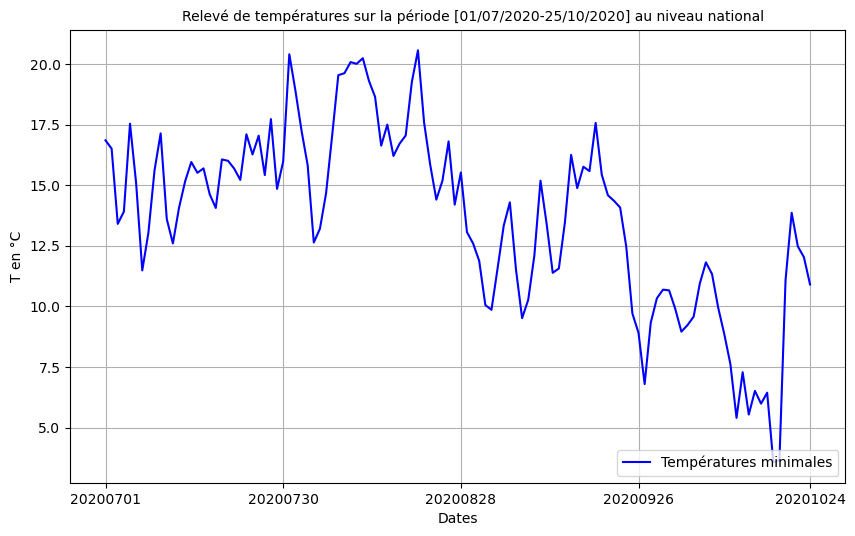 Relevé de températures sur la période [01/07/2020-25/10/2020] au niveau national
T en °C
20.0
17.5
15.0
12.5
10.0
7.5
5.0
Températures minimales
20200701 20200730 20200828 20200926 20201024
Dates